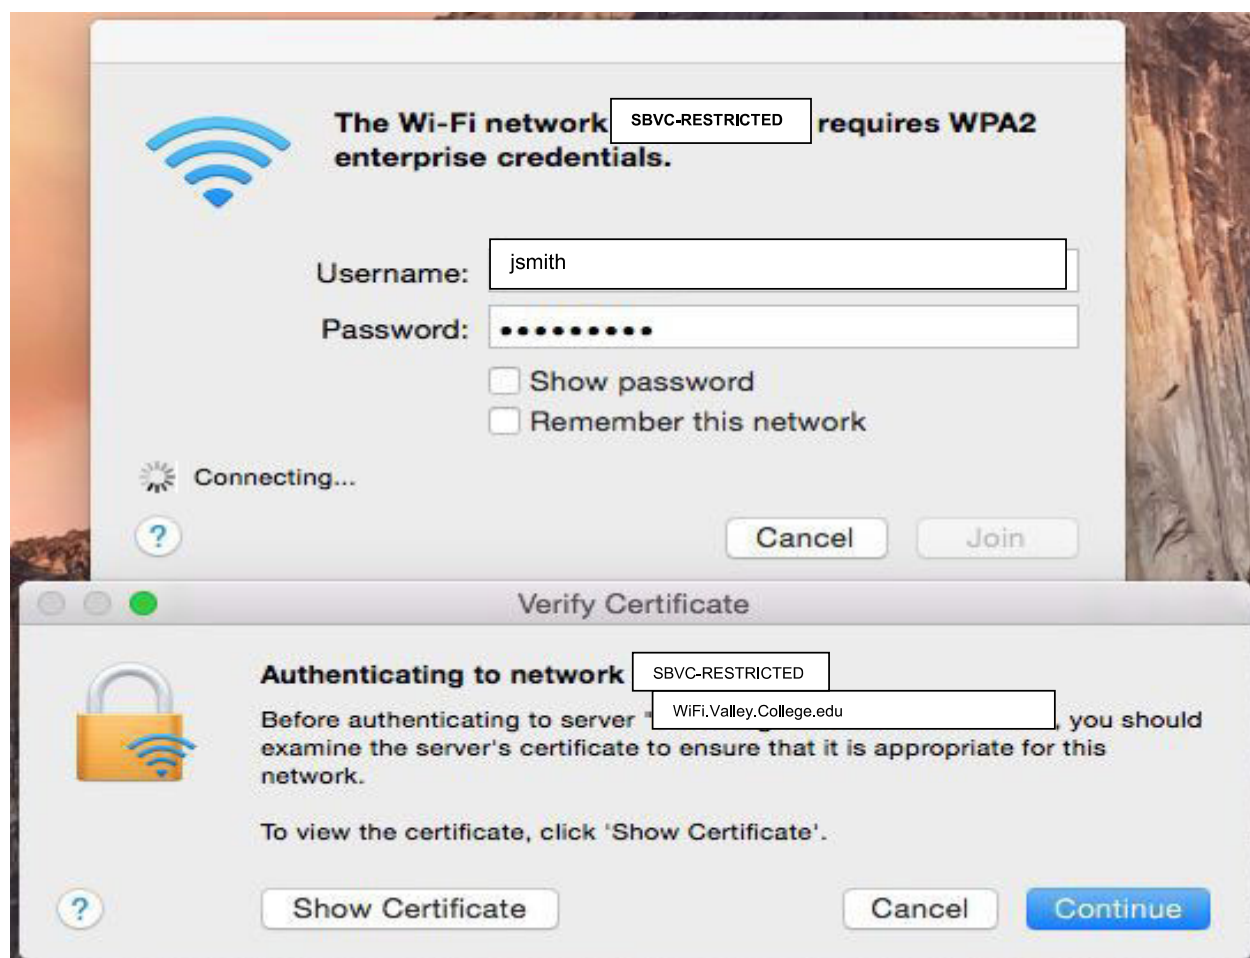 The Wi-Fi network SBVC-RESTRICTED requires WPA2
enterprise credentials.
Username: jsmith
Password: •••••••••
Show password
Remember this network
Connecting...
? Cancel Join
Verify Certificate
Authenticating to network SBVC-RESTRICTED
Before authenticating to server " WiFi.Valley.College.edu , you should
examine the server's certificate to ensure that it is appropriate for this
network.
To view the certificate, click 'Show Certificate'.
? Show Certificate Cancel Continue